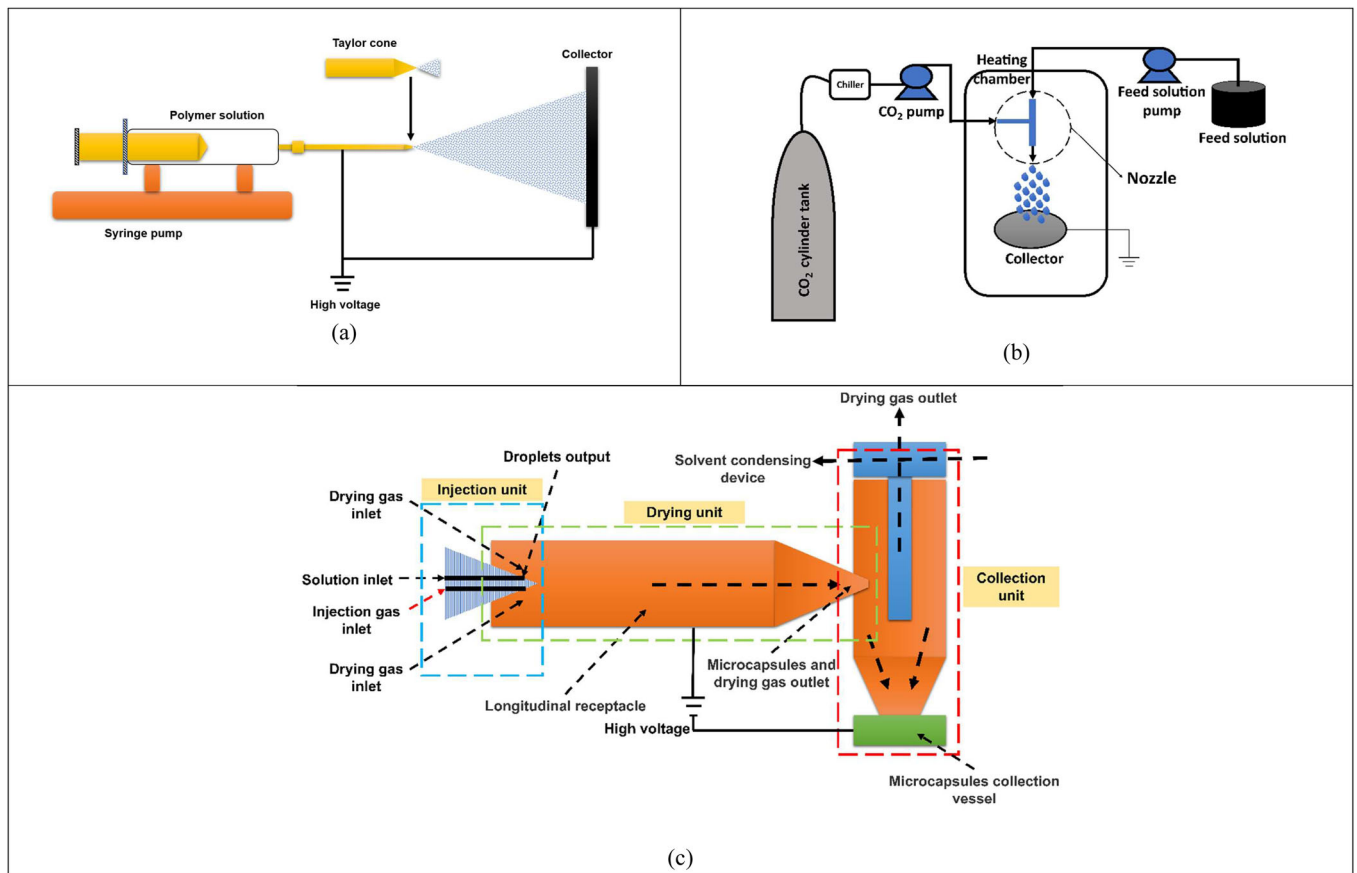 Taylor cone
Collector
Polymer solution
Syringe pump
High voltage
(a)
Heating
chamber
Chiller
CO₂ pump
Feed solution
pump
Feed solution
Nozzle
CO₂ cylinder tank
Collector
(b)
Drying gas outlet
Solvent condensing
device
Droplets output
Injection unit
Drying gas
inlet
Drying unit
Solution inlet
Collection
unit
Injection gas
inlet
Drying gas
inlet
Longitudinal receptacle
Microcapsules and
drying gas outlet
High voltage
Microcapsules collection
vessel
(c)